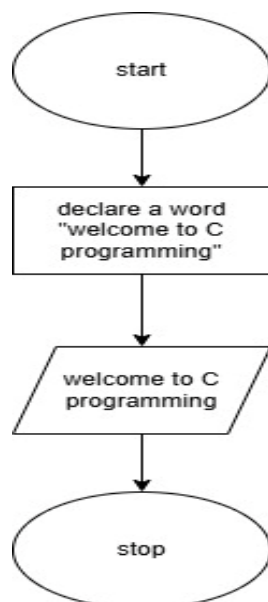 start
declare a word
"welcome to C
programming"
welcome to C
programming
stop